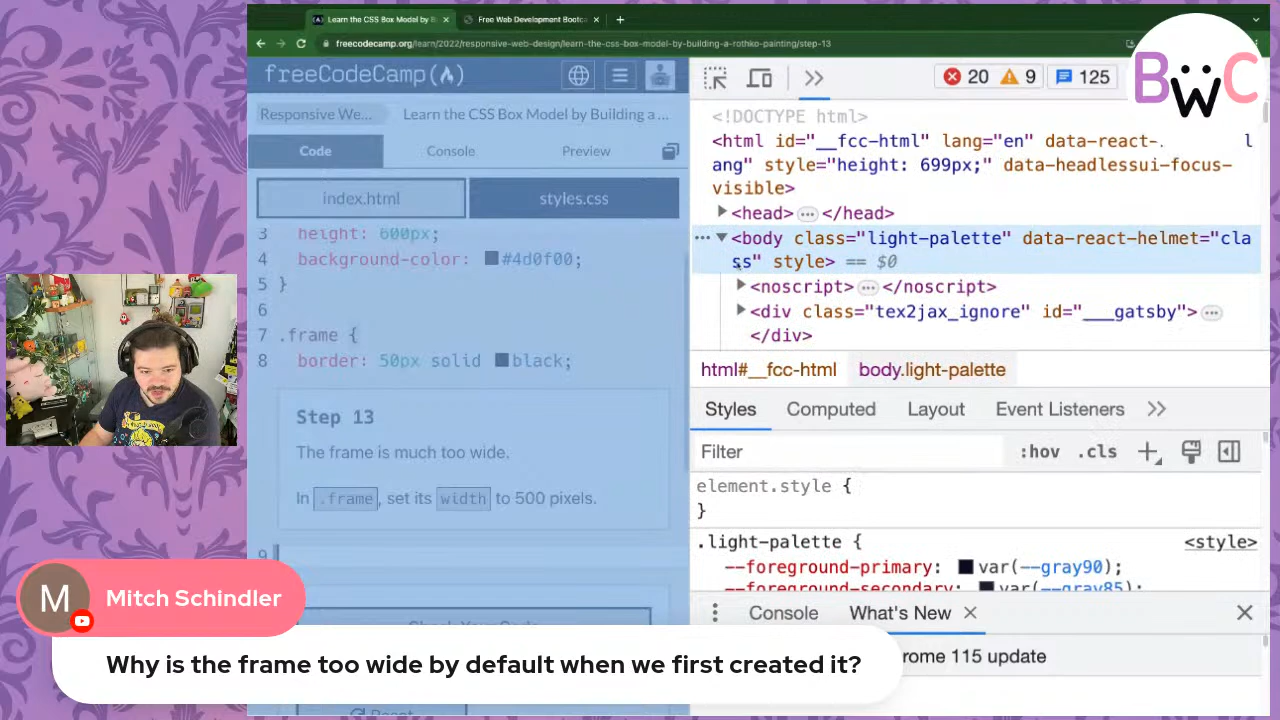 Learn the CSS Box Model by B
Free Web Development Bootc
freecodecamp.org/learn/2022/responsive-web-design/learn-the-css-box-model-by-building-a-rothko-painting/step-13
BWC
freeCodeCamp
Responsive We...
Learn the CSS Box Model by Building a ...
Code
Console
Preview
index.html
styles.css
3 height: 600px;
4 background-color: #4d0f00;
5 }
6
7 .frame {
8 border: 50px solid black;
Step 13
The frame is much too wide.
In .frame, set its width to 500 pixels.
9
20 9 125
<!DOCTYPE html>
<html id="__fcc-html" lang="en" data-react-. l
ang" style="height: 699px;" data-headlessui-focus-
visible>
<head> … </head>
… <body class="light-palette" data-react-helmet="cla
ss" style> == $0
<noscript> … </noscript>
<div class="tex2jax_ignore" id="___gatsby"> …
</div>
html#__fcc-html body.light-palette
Styles Computed Layout Event Listeners
Filter :hov .cls
element.style {
}
.light-palette { <style>
--foreground-primary: var(--gray90);
--foreground-secondary: var(--gray85);
Console What's New
rome 115 update
M Mitch Schindler
Why is the frame too wide by default when we first created it?
Reset